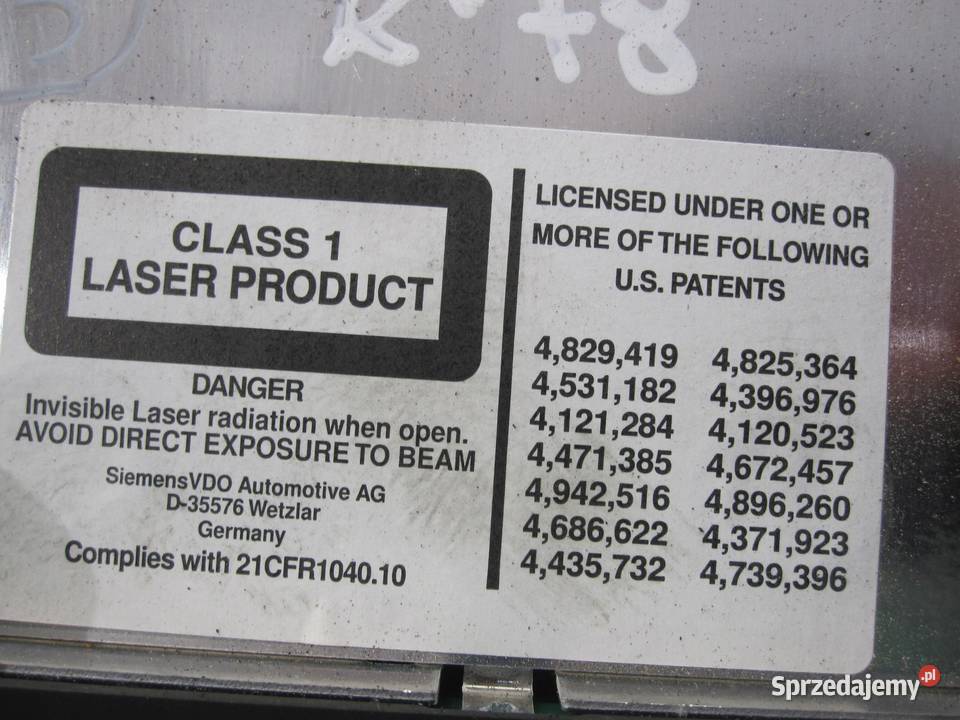 78
CLASS 1
LASER PRODUCT
DANGER
Invisible Laser radiation when open.
AVOID DIRECT EXPOSURE TO BEAM
SiemensVDO Automotive AG
D-35576 Wetzlar
Germany
Complies with 21CFR1040.10
LICENSED UNDER ONE OR
MORE OF THE FOLLOWING
U.S. PATENTS
4,829,419 4,825,364
4,531,182 4,396,976
4,121,284 4,120,523
4,471,385 4,672,457
4,942,516 4,896,260
4,686,622 4,371,923
4,435,732 4,739,396
Sprzedajemy.pl